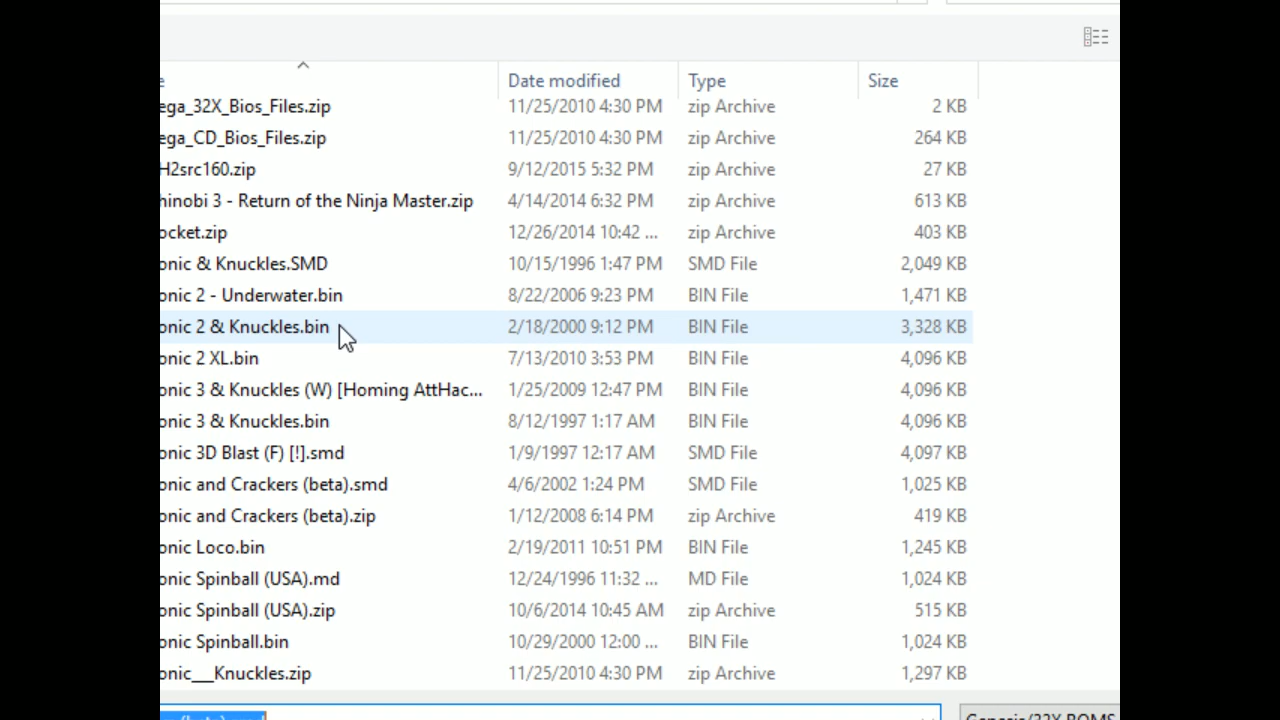 e Date modified Type Size
ega_32X_Bios_Files.zip 11/25/2010 4:30 PM zip Archive 2 KB
ega_CD_Bios_Files.zip 11/25/2010 4:30 PM zip Archive 264 KB
H2src160.zip 9/12/2015 5:32 PM zip Archive 27 KB
hinobi 3 - Return of the Ninja Master.zip 4/14/2014 6:32 PM zip Archive 613 KB
ocket.zip 12/26/2014 10:42 ... zip Archive 403 KB
onic & Knuckles.SMD 10/15/1996 1:47 PM SMD File 2,049 KB
onic 2 - Underwater.bin 8/22/2006 9:23 PM BIN File 1,471 KB
onic 2 & Knuckles.bin 2/18/2000 9:12 PM BIN File 3,328 KB
onic 2 XL.bin 7/13/2010 3:53 PM BIN File 4,096 KB
onic 3 & Knuckles (W) [Homing AttHac... 1/25/2009 12:47 PM BIN File 4,096 KB
onic 3 & Knuckles.bin 8/12/1997 1:17 AM BIN File 4,096 KB
onic 3D Blast (F) [!].smd 1/9/1997 12:17 AM SMD File 4,097 KB
onic and Crackers (beta).smd 4/6/2002 1:24 PM SMD File 1,025 KB
onic and Crackers (beta).zip 1/12/2008 6:14 PM zip Archive 419 KB
onic Loco.bin 2/19/2011 10:51 PM BIN File 1,245 KB
onic Spinball (USA).md 12/24/1996 11:32 ... MD File 1,024 KB
onic Spinball (USA).zip 10/6/2014 10:45 AM zip Archive 515 KB
onic Spinball.bin 10/29/2000 12:00 ... BIN File 1,024 KB
onic__Knuckles.zip 11/25/2010 4:30 PM zip Archive 1,297 KB
Genesis/32X ROMS